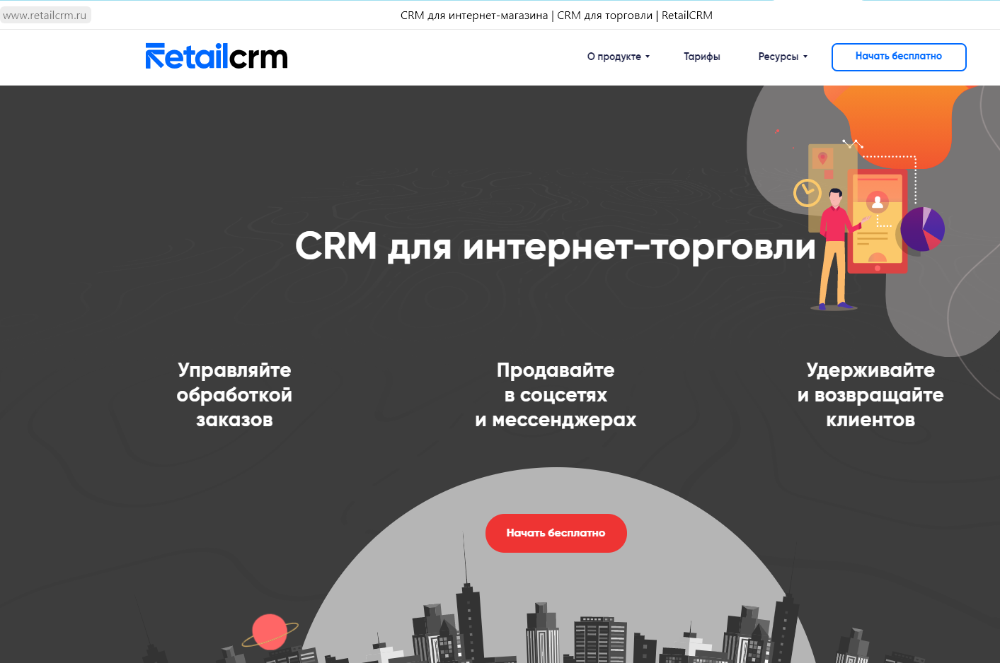 www.retailcrm.ru
CRM для интернет-магазина | CRM для торговли | RetailCRM
Retailcrm
О продукте
Тарифы
Ресурсы
Начать бесплатно
CRM для интернет-торговли
Управляйте
обработкой
заказов
Продавайте
в соцсетях
и мессенджерах
Удерживайте
и возвращайте
клиентов
Начать бесплатно